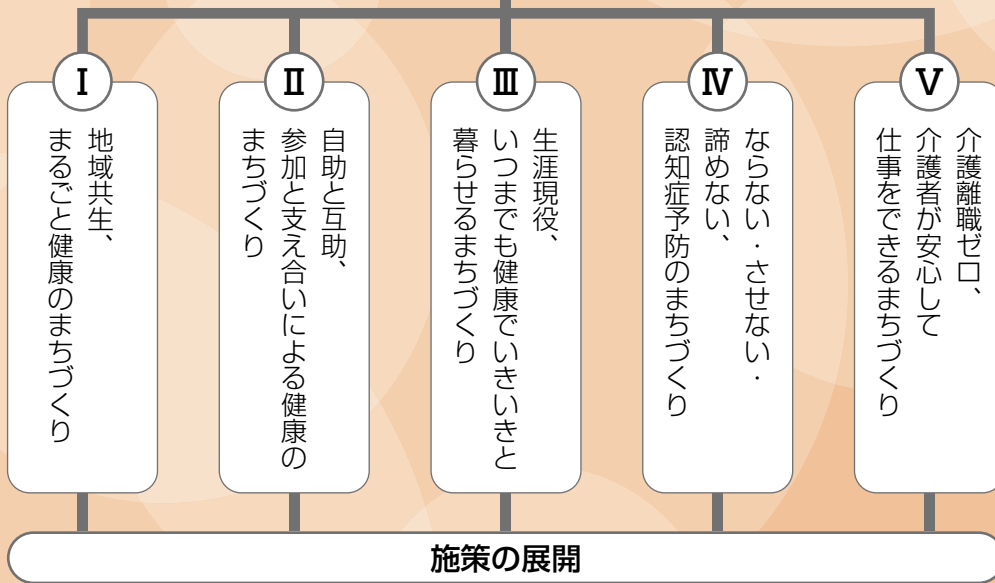 Ⅰ
地域共生、
まるごと健康のまちづくり
Ⅱ
自助と互助、
参加と支え合いによる健康の
まちづくり
Ⅲ
生涯現役、
いつまでも健康でいきいきと
暮らせるまちづくり
Ⅳ
ならない・させない・
諦めない、
認知症予防のまちづくり
Ⅴ
介護離職ゼロ、
介護者が安心して
仕事をできるまちづくり
施策の展開